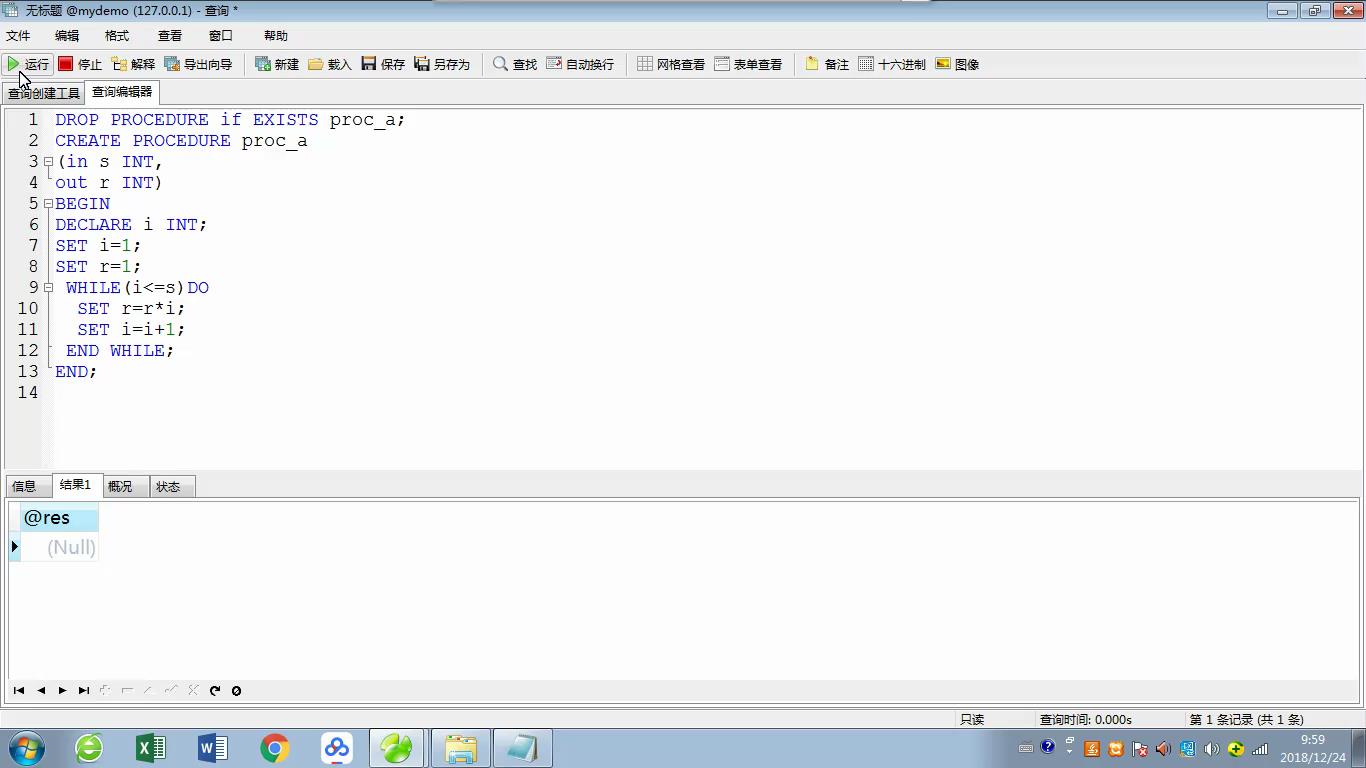 无标题 @mydemo (127.0.0.1) - 查询 *
文件 编辑 格式 查看 窗口 帮助
运行 停止 解释 导出向导 新建 载入 保存 另存为 查找 自动换行 网格查看 表单查看 备注 十六进制 图像
查询创建工具 查询编辑器
1 DROP PROCEDURE if EXISTS proc_a;
2 CREATE PROCEDURE proc_a
3 (in s INT,
4 out r INT)
5 BEGIN
6 DECLARE i INT;
7 SET i=1;
8 SET r=1;
9 WHILE(i<=s)DO
10 SET r=r*i;
11 SET i=i+1;
12 END WHILE;
13 END;
14
信息 结果1 概况 状态
@res
(Null)
只读 查询时间: 0.000s 第 1 条记录 (共 1 条)
9:59
2018/12/24